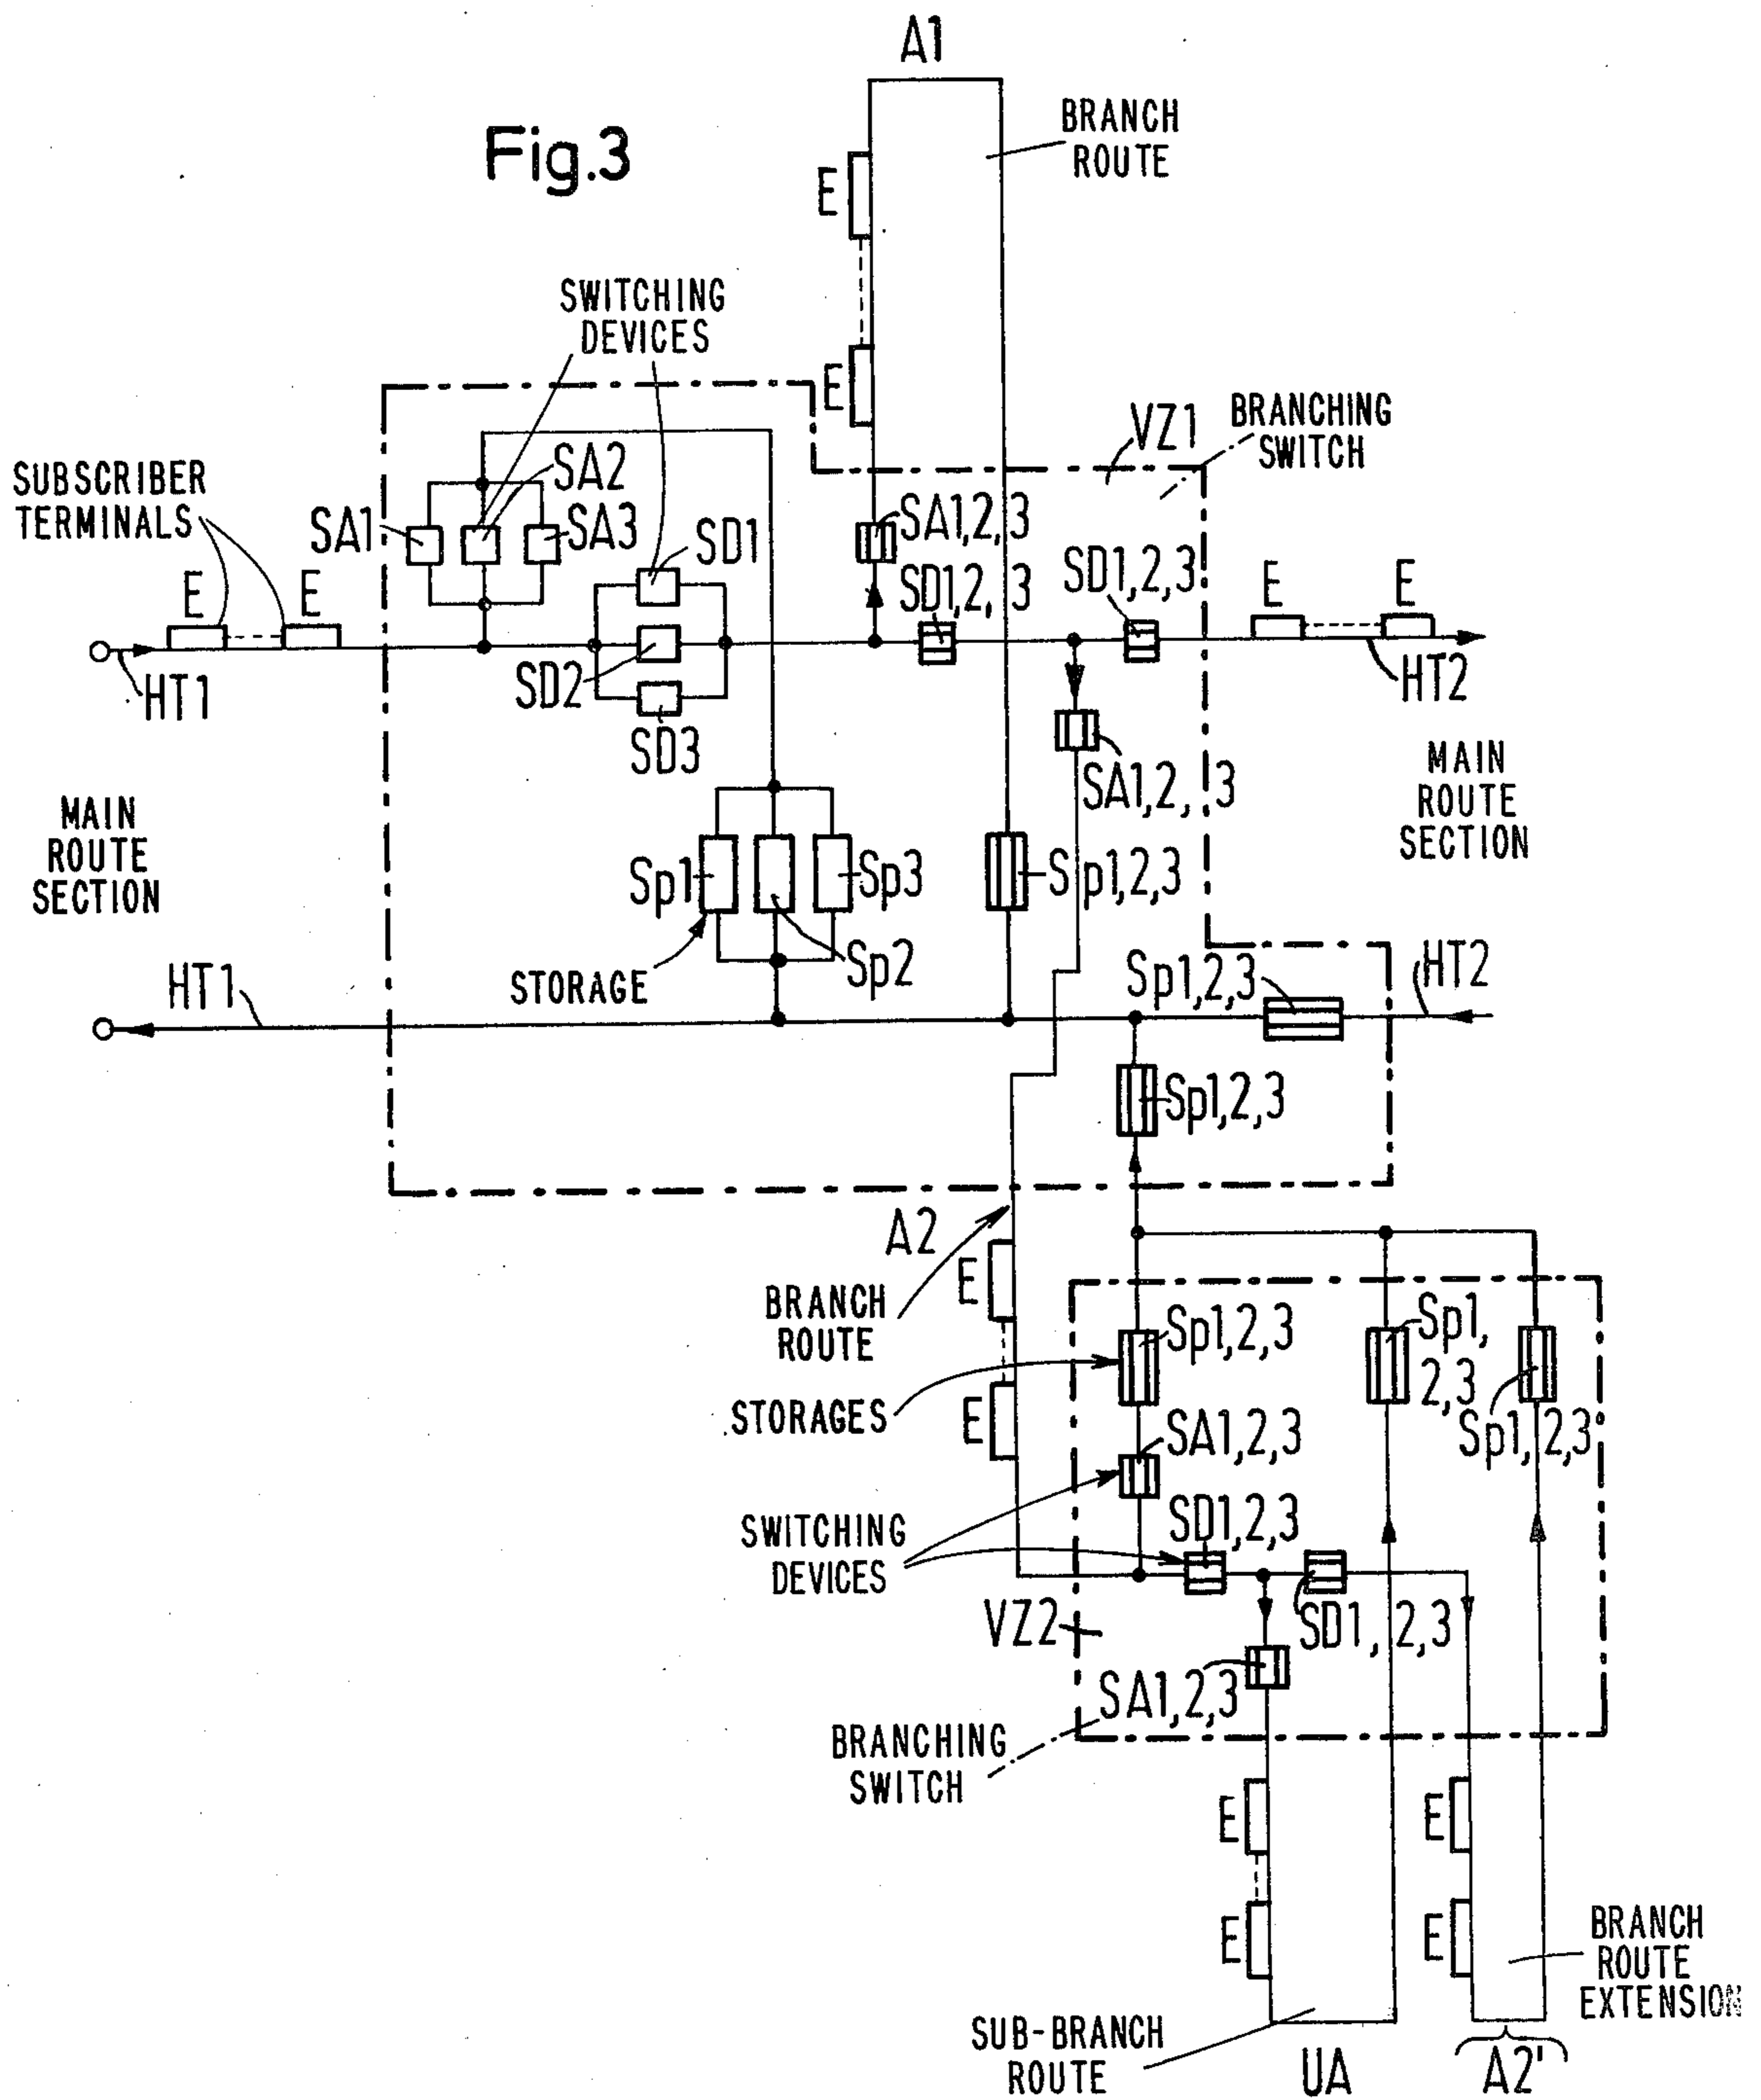 A1
Fig.3
BRANCH
ROUTE
E
SWITCHING
DEVICES
E
VZ1
BRANCHING
SWITCH
SUBSCRIBER
TERMINALS
SA1
SA2
SA3
SD1
SA1,2,3
SD1,2,3
SD1,2,3
E
E
E
E
HT1
SD2
SD3
HT2
SA1,2,3
MAIN
ROUTE
SECTION
MAIN
ROUTE
SECTION
Sp1
Sp3
Sp1,2,3
Sp2
STORAGE
HT1
Sp1,2,3
HT2
Sp1,2,3
A2
E
BRANCH
ROUTE
Sp1,2,3
Sp1,
2,3
STORAGES
E
SA1,2,3
Sp1,2,3
SWITCHING
DEVICES
SD1,2,3
VZ2
SD1,2,3
SA1,2,3
BRANCHING
SWITCH
E
E
E
E
BRANCH
ROUTE
EXTENSION
SUB-BRANCH
ROUTE
UA
A2'